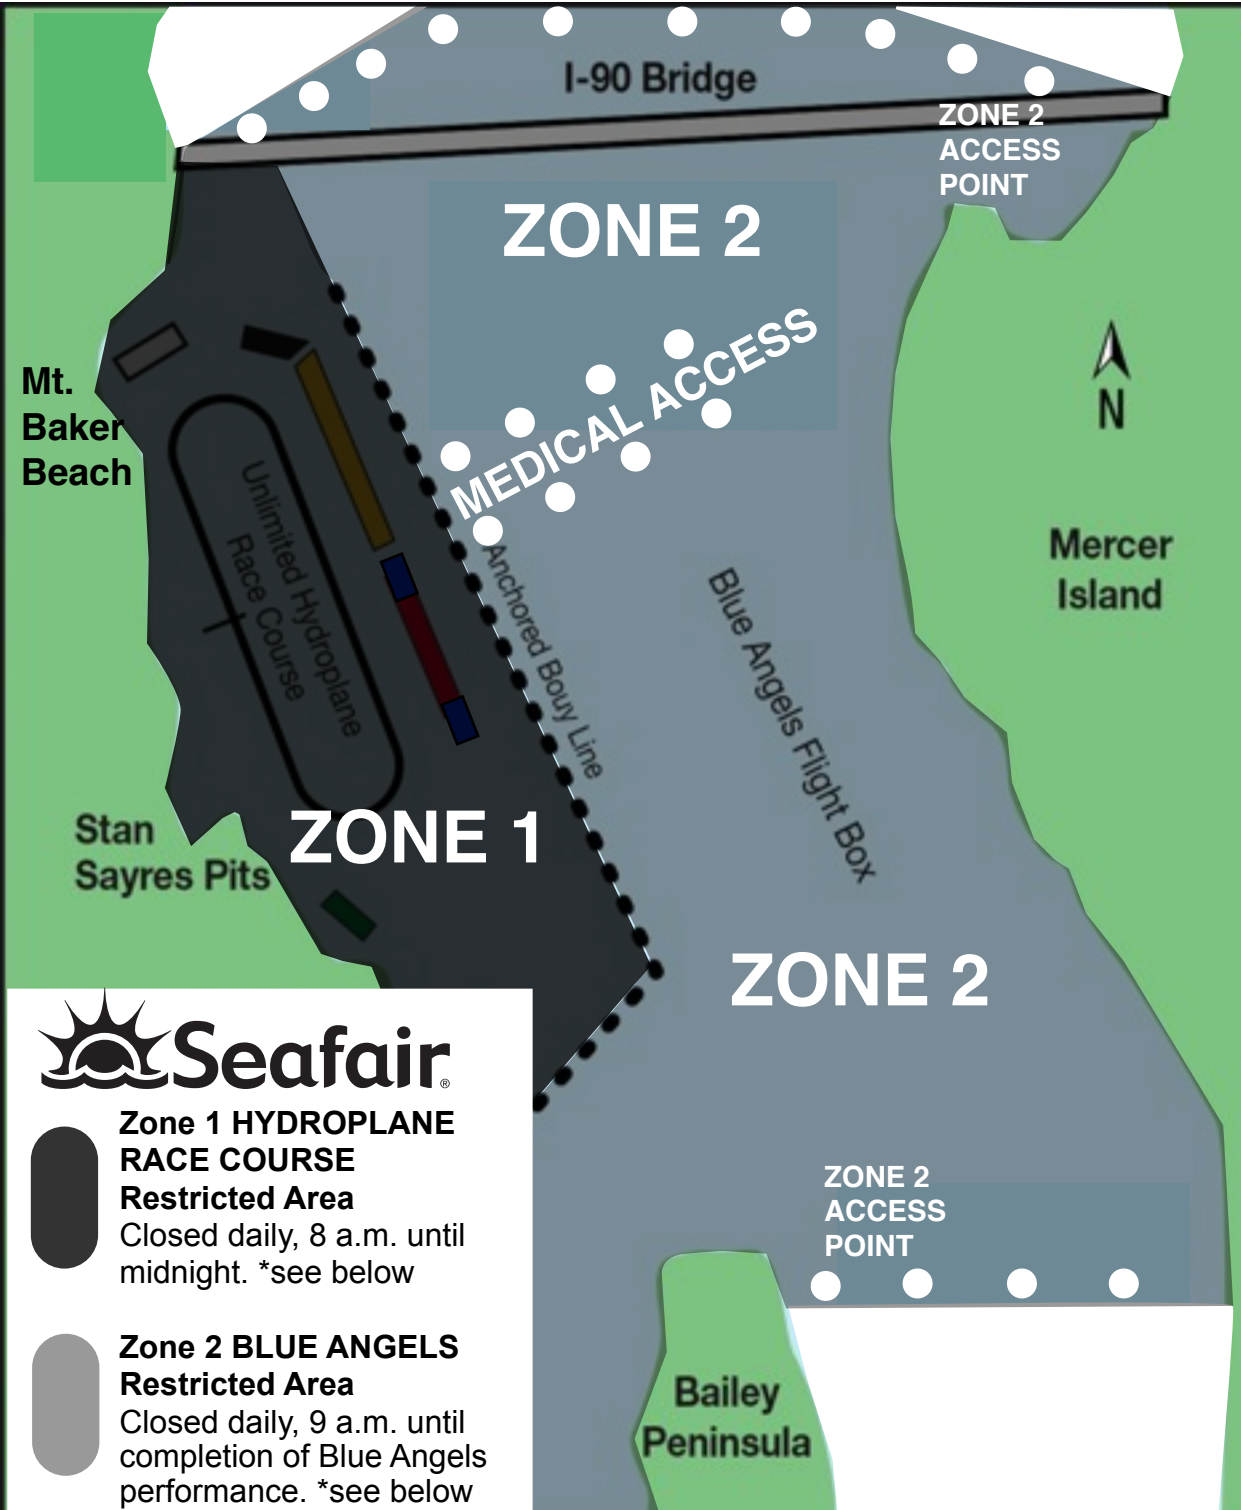 I-90 Bridge
ZONE 2
ACCESS
POINT
ZONE 2
MEDICAL ACCESS
Mt.
Baker
Beach
N
Unlimited Hydroplane
Race Course
Anchored Bouy Line
Blue Angels Flight Box
Mercer
Island
Stan
Sayres Pits
ZONE 1
ZONE 2
Seafair®
Zone 1 HYDROPLANE
RACE COURSE
Restricted Area
Closed daily, 8 a.m. until
midnight. *see below
Zone 2 BLUE ANGELS
Restricted Area
Closed daily, 9 a.m. until
completion of Blue Angels
performance. *see below
ZONE 2
ACCESS
POINT
Bailey
Peninsula